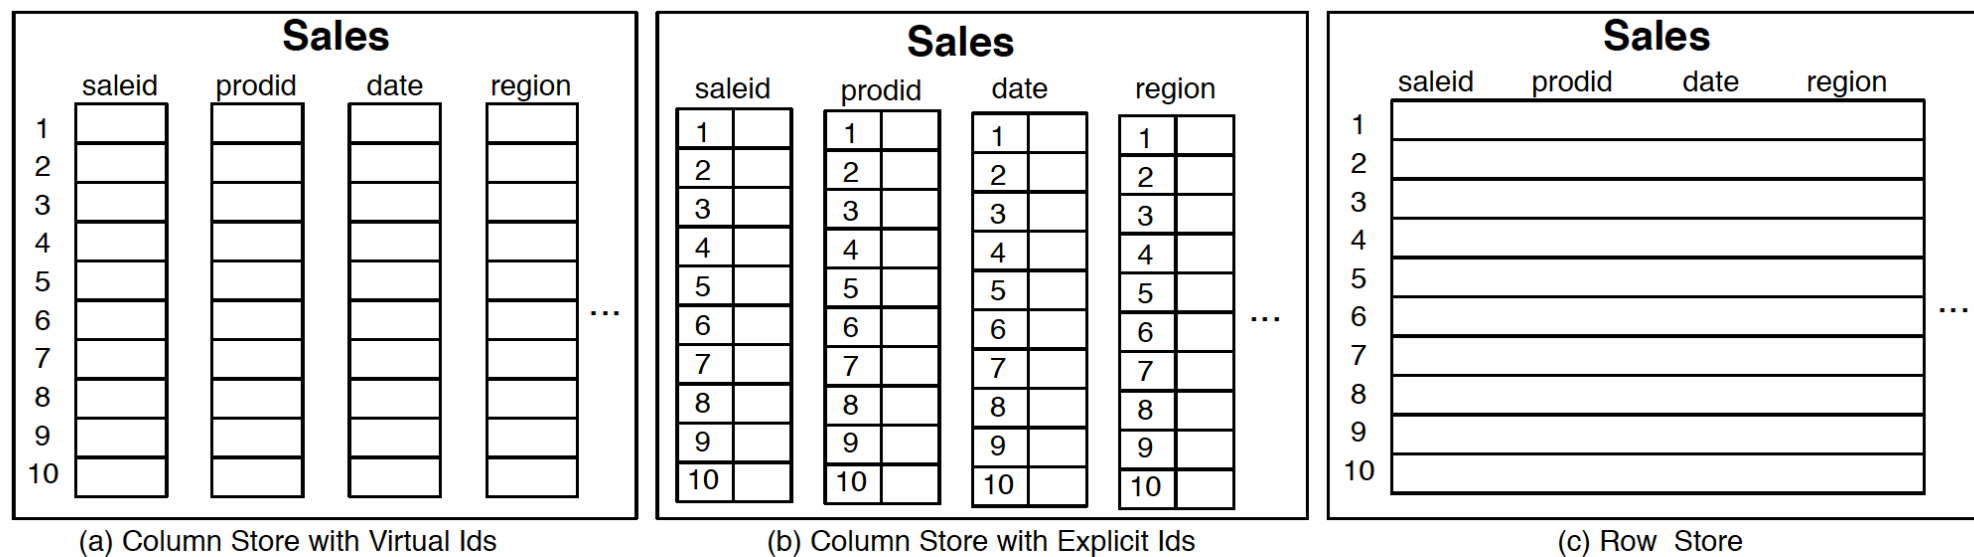 Sales
saleid prodid date region
1
2
3
4
5
6
7
8
9
10
...
(a) Column Store with Virtual Ids
Sales
saleid prodid date region
1 1 1 1
2 2 2 2
3 3 3 3
4 4 4 4
5 5 5 5
6 6 6 6
7 7 7 7
8 8 8 8
9 9 9 9
10 10 10 10
...
(b) Column Store with Explicit Ids
Sales
saleid prodid date region
1
2
3
4
5
6
7
8
9
10
...
(c) Row Store